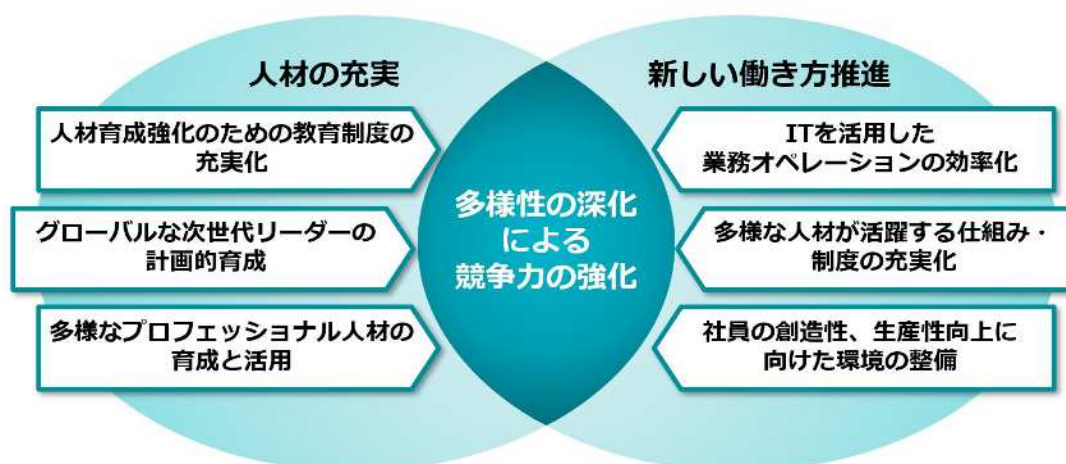 人材の充実
人材育成強化のための教育制度の
充実化
グローバルな次世代リーダーの
計画的育成
多様なプロフェッショナル人材の
育成と活用
多様性の深化
による
競争力の強化
新しい働き方推進
ITを活用した
業務オペレーションの効率化
多様な人材が活躍する仕組み・
制度の充実化
社員の創造性、生産性向上に
向けた環境の整備